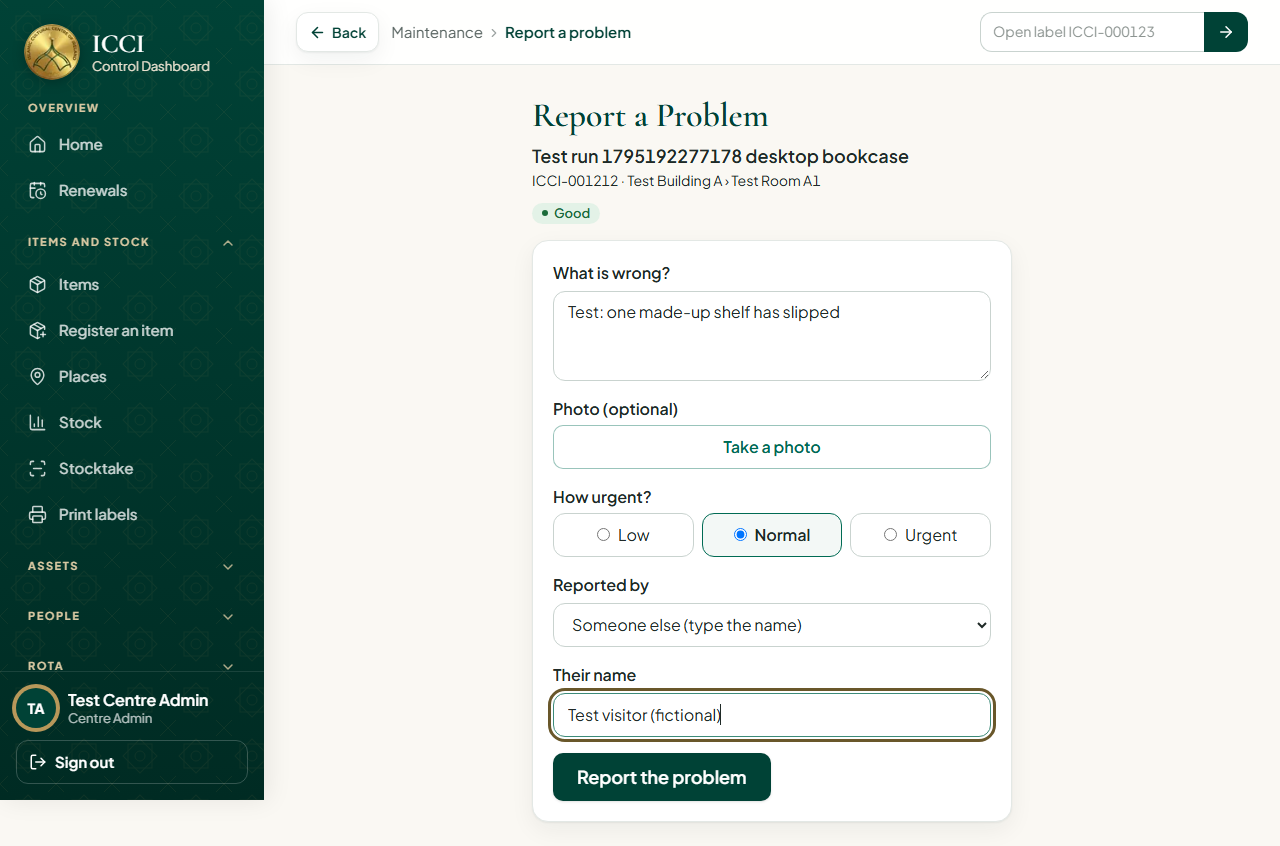 ICCI
Control Dashboard
OVERVIEW
Home
Renewals
ITEMS AND STOCK
Items
Register an item
Places
Stock
Stocktake
Print labels
ASSETS
PEOPLE
ROTA
TA
Test Centre Admin
Centre Admin
Sign out
Back
Maintenance › Report a problem
Open label ICCI-000123
Report a Problem
Test run 1795192277178 desktop bookcase
ICCI-001212 · Test Building A › Test Room A1
Good
What is wrong?
Test: one made-up shelf has slipped
Photo (optional)
Take a photo
How urgent?
Low
Normal
Urgent
Reported by
Someone else (type the name)
Their name
Test visitor (fictional)
Report the problem